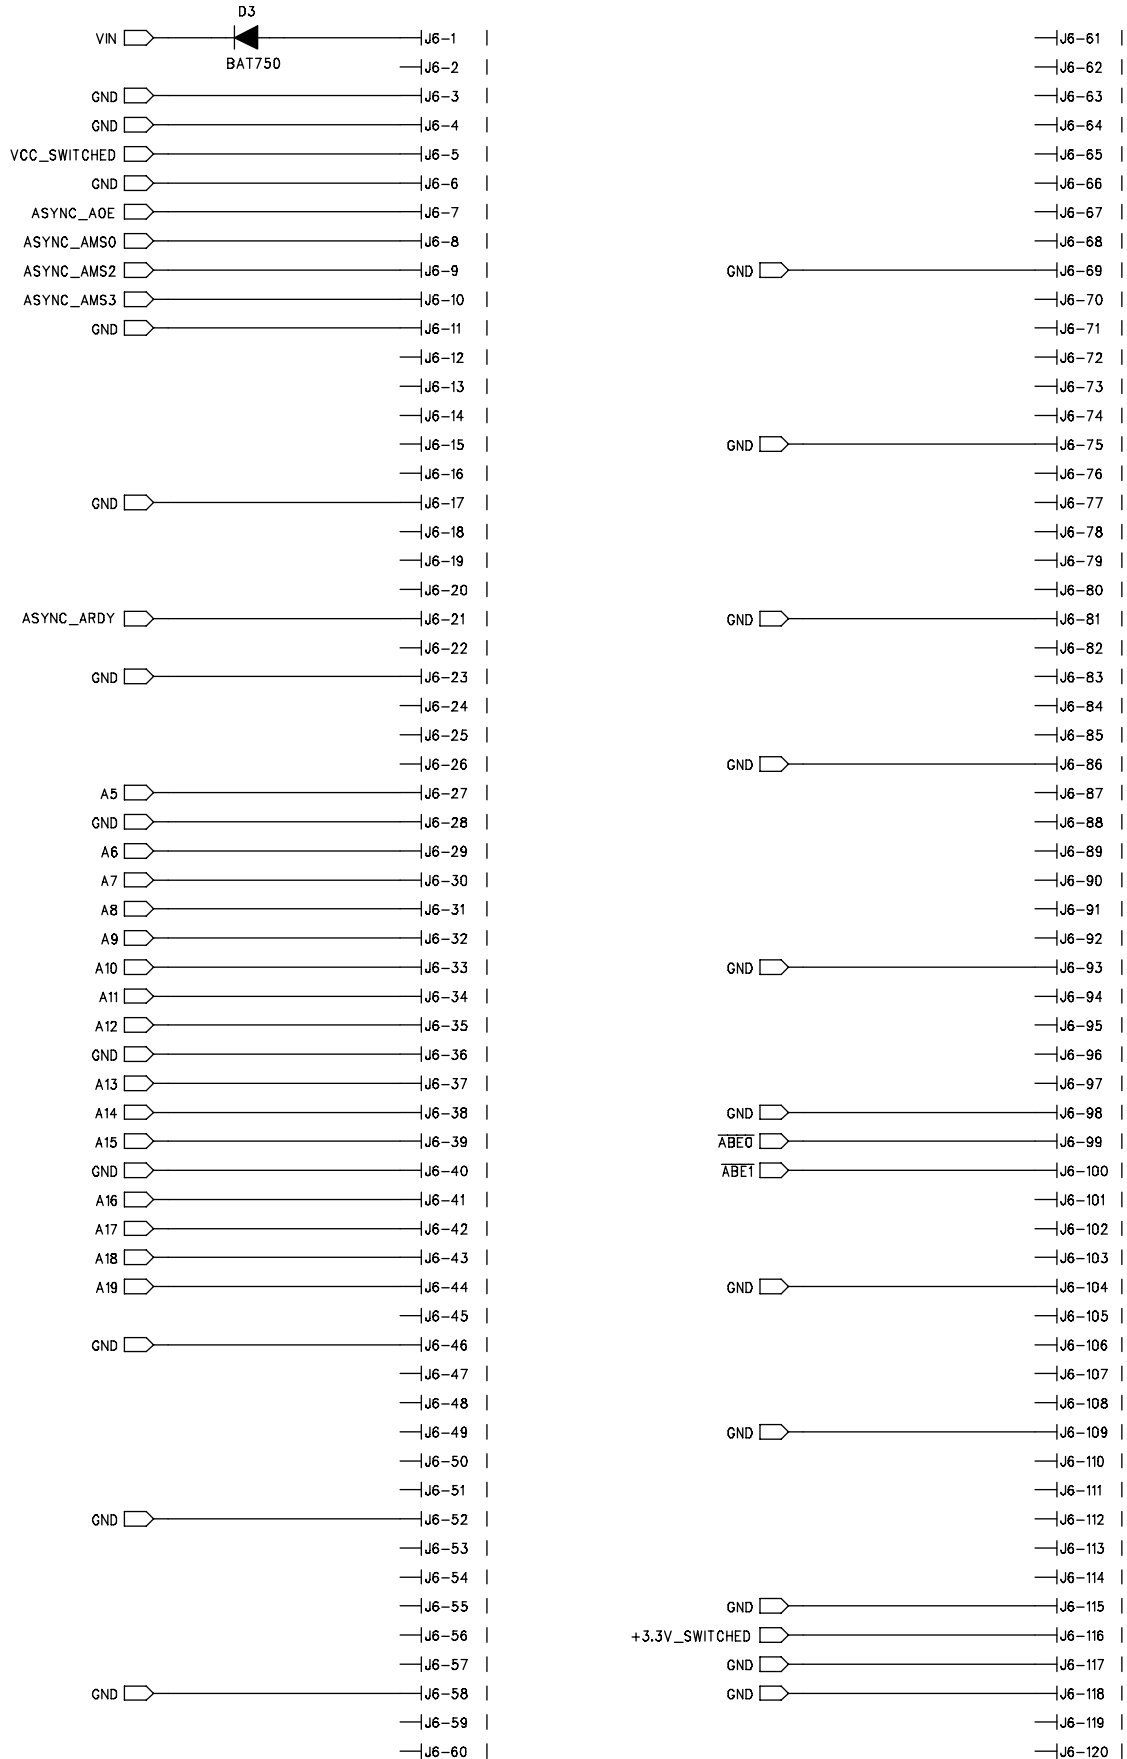 D3
VIN J6-1
BAT750
J6-2
GND J6-3
GND J6-4
VCC_SWITCHED J6-5
GND J6-6
ASYNC_AOE J6-7
ASYNC_AMS0 J6-8
ASYNC_AMS2 J6-9
ASYNC_AMS3 J6-10
GND J6-11
J6-12
J6-13
J6-14
J6-15
J6-16
GND J6-17
J6-18
J6-19
J6-20
ASYNC_ARDY J6-21
J6-22
GND J6-23
J6-24
J6-25
J6-26
A5 J6-27
GND J6-28
A6 J6-29
A7 J6-30
A8 J6-31
A9 J6-32
A10 J6-33
A11 J6-34
A12 J6-35
GND J6-36
A13 J6-37
A14 J6-38
A15 J6-39
GND J6-40
A16 J6-41
A17 J6-42
A18 J6-43
A19 J6-44
J6-45
GND J6-46
J6-47
J6-48
J6-49
J6-50
J6-51
GND J6-52
J6-53
J6-54
J6-55
J6-56
J6-57
GND J6-58
J6-59
J6-60
J6-61
J6-62
J6-63
J6-64
J6-65
J6-66
J6-67
J6-68
GND J6-69
J6-70
J6-71
J6-72
J6-73
J6-74
GND J6-75
J6-76
J6-77
J6-78
J6-79
J6-80
GND J6-81
J6-82
J6-83
J6-84
J6-85
GND J6-86
J6-87
J6-88
J6-89
J6-90
J6-91
J6-92
GND J6-93
J6-94
J6-95
J6-96
J6-97
GND J6-98
ABE0 J6-99
ABE1 J6-100
J6-101
J6-102
J6-103
GND J6-104
J6-105
J6-106
J6-107
J6-108
GND J6-109
J6-110
J6-111
J6-112
J6-113
J6-114
GND J6-115
+3.3V_SWITCHED J6-116
GND J6-117
GND J6-118
J6-119
J6-120